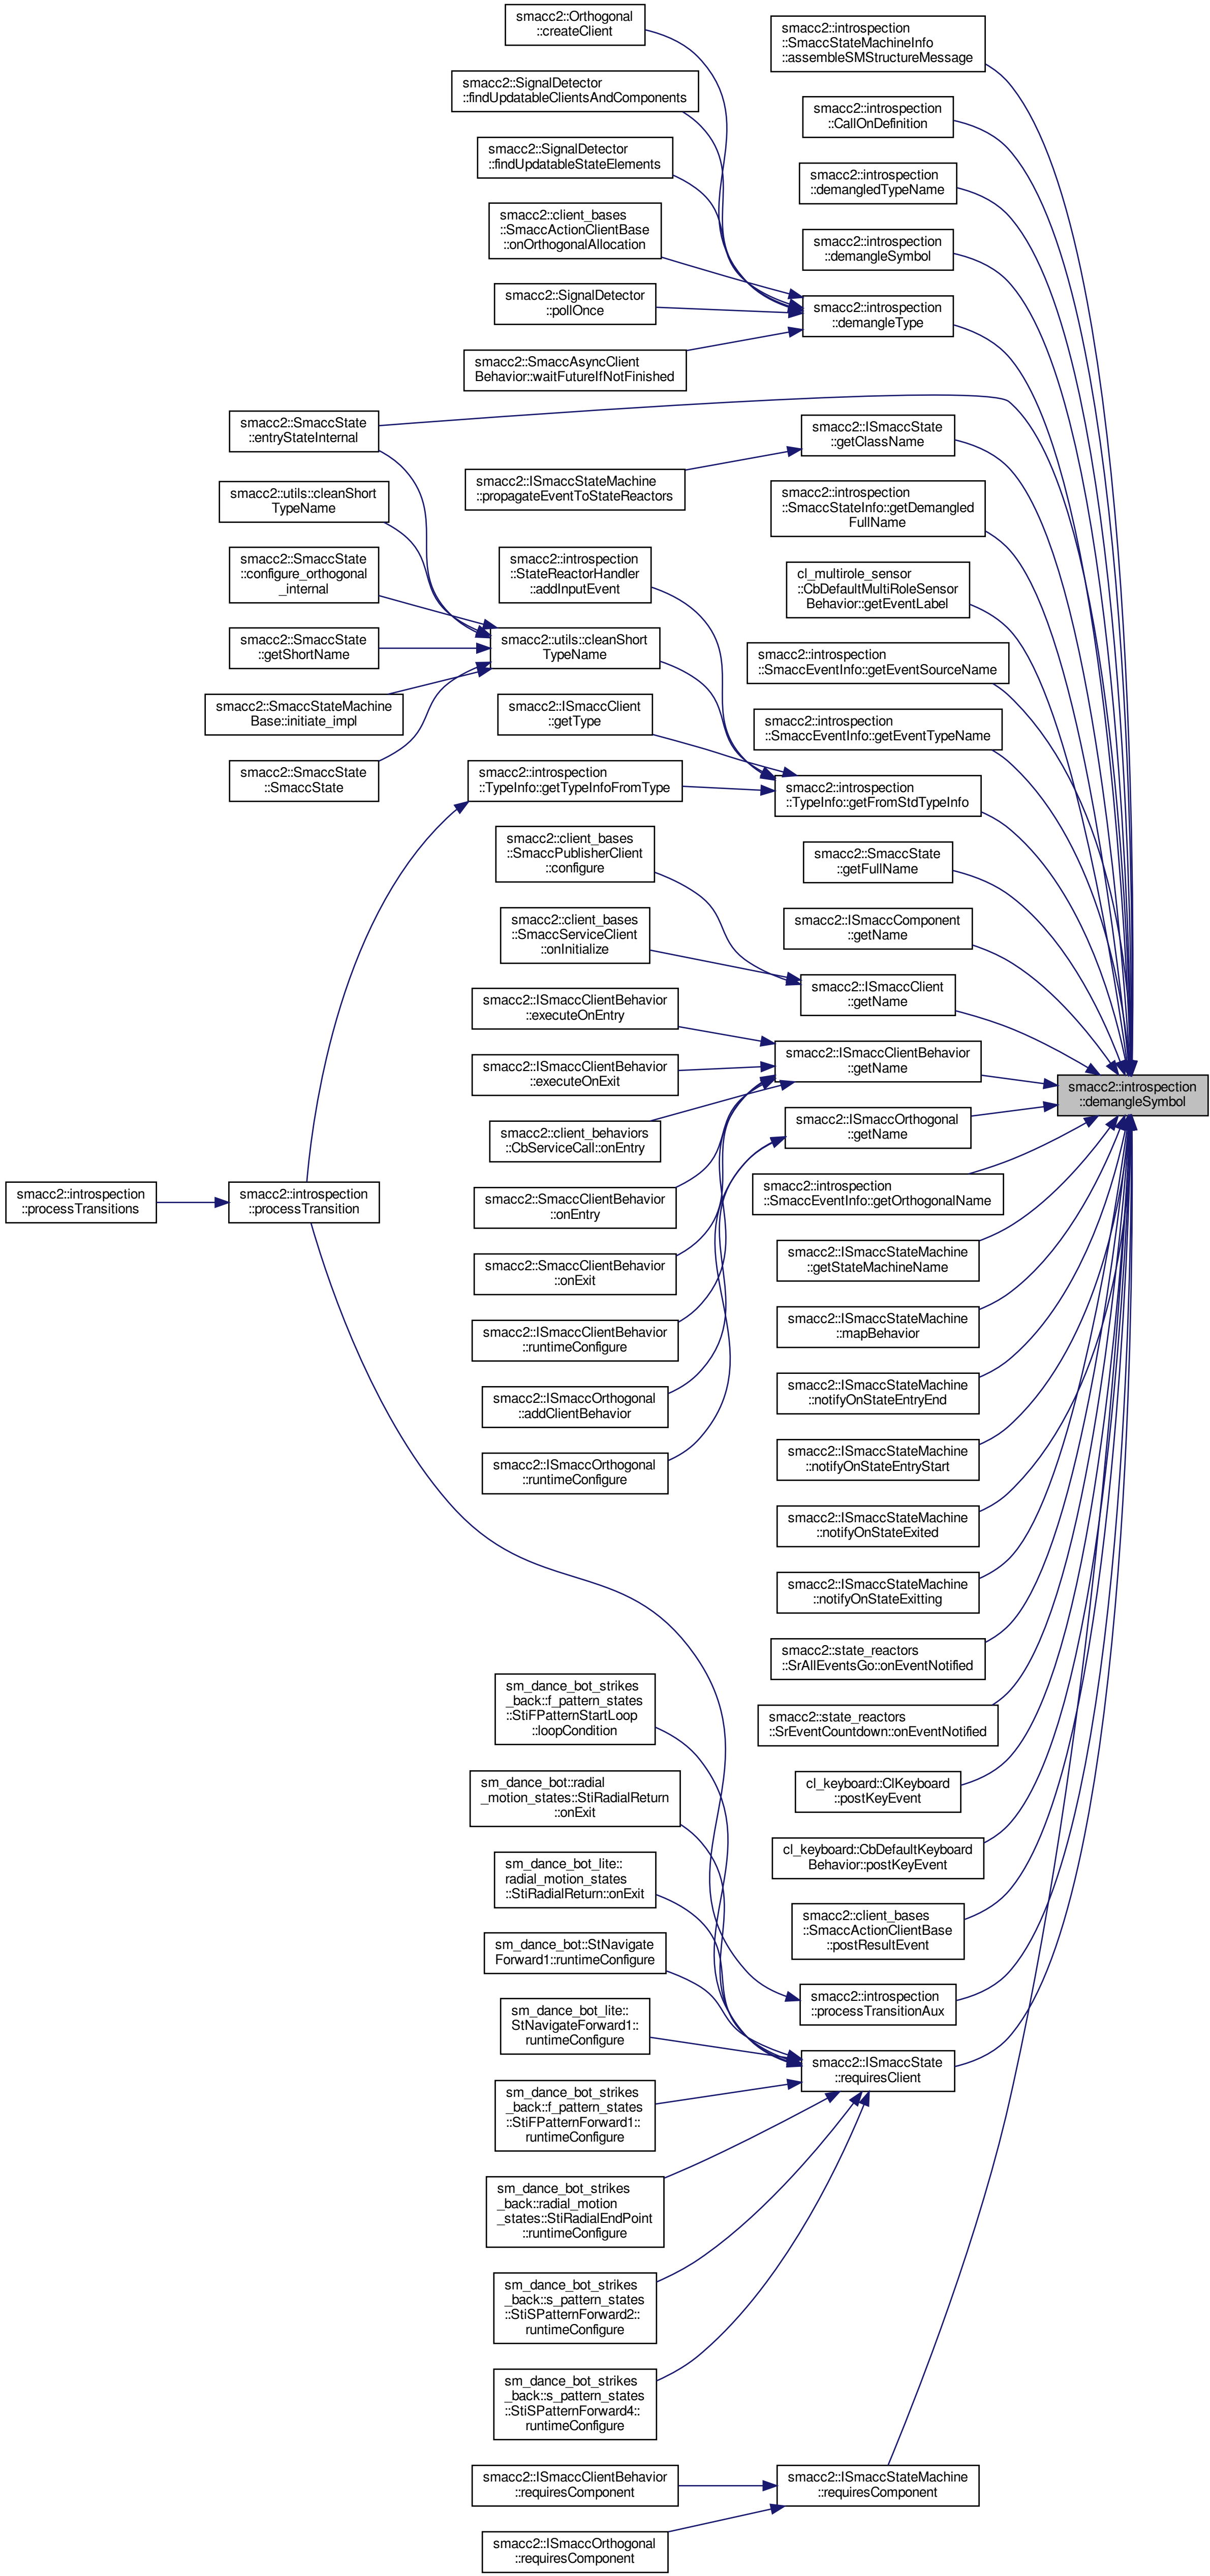 smacc2::Orthogonal
::createClient
smacc2::SignalDetector
::findUpdatableClientsAndComponents
smacc2::SignalDetector
::findUpdatableStateElements
smacc2::client_bases
::SmaccActionClientBase
::onOrthogonalAllocation
smacc2::SignalDetector
::pollOnce
smacc2::SmaccAsyncClient
Behavior::waitFutureIfNotFinished
smacc2::introspection
::SmaccStateMachineInfo
::assembleSMStructureMessage
smacc2::introspection
::CallOnDefinition
smacc2::introspection
::demangledTypeName
smacc2::introspection
::demangleSymbol
smacc2::introspection
::demangleType
smacc2::SmaccState
::entryStateInternal
smacc2::utils::cleanShort
TypeName
smacc2::SmaccState
::configure_orthogonal
_internal
smacc2::SmaccState
::getShortName
smacc2::SmaccStateMachine
Base::initiate_impl
smacc2::SmaccState
::SmaccState
smacc2::ISmaccStateMachine
::propagateEventToStateReactors
smacc2::introspection
::StateReactorHandler
::addInputEvent
smacc2::utils::cleanShort
TypeName
smacc2::ISmaccClient
::getType
smacc2::introspection
::TypeInfo::getTypeInfoFromType
smacc2::client_bases
::SmaccPublisherClient
::configure
smacc2::client_bases
::SmaccServiceClient
::onInitialize
smacc2::ISmaccClientBehavior
::executeOnEntry
smacc2::ISmaccClientBehavior
::executeOnExit
smacc2::client_behaviors
::CbServiceCall::onEntry
smacc2::SmaccClientBehavior
::onEntry
smacc2::SmaccClientBehavior
::onExit
smacc2::ISmaccClientBehavior
::runtimeConfigure
smacc2::ISmaccOrthogonal
::addClientBehavior
smacc2::ISmaccOrthogonal
::runtimeConfigure
smacc2::ISmaccState
::getClassName
smacc2::introspection
::SmaccStateInfo::getDemangled
FullName
cl_multirole_sensor
::CbDefaultMultiRoleSensor
Behavior::getEventLabel
smacc2::introspection
::SmaccEventInfo::getEventSourceName
smacc2::introspection
::SmaccEventInfo::getEventTypeName
smacc2::introspection
::TypeInfo::getFromStdTypeInfo
smacc2::SmaccState
::getFullName
smacc2::ISmaccComponent
::getName
smacc2::ISmaccClient
::getName
smacc2::ISmaccClientBehavior
::getName
smacc2::ISmaccOrthogonal
::getName
smacc2::introspection
::SmaccEventInfo::getOrthogonalName
smacc2::introspection
::demangleSymbol
smacc2::introspection
::processTransitions
smacc2::introspection
::processTransition
smacc2::ISmaccStateMachine
::getStateMachineName
smacc2::ISmaccStateMachine
::mapBehavior
smacc2::ISmaccStateMachine
::notifyOnStateEntryEnd
smacc2::ISmaccStateMachine
::notifyOnStateEntryStart
smacc2::ISmaccStateMachine
::notifyOnStateExited
smacc2::ISmaccStateMachine
::notifyOnStateExitting
smacc2::state_reactors
::SrAllEventsGo::onEventNotified
smacc2::state_reactors
::SrEventCountdown::onEventNotified
cl_keyboard::ClKeyboard
::postKeyEvent
cl_keyboard::CbDefaultKeyboard
Behavior::postKeyEvent
smacc2::client_bases
::SmaccActionClientBase
::postResultEvent
smacc2::introspection
::processTransitionAux
smacc2::ISmaccState
::requiresClient
sm_dance_bot_strikes
_back::f_pattern_states
::StiFPatternStartLoop
::loopCondition
sm_dance_bot::radial
_motion_states::StiRadialReturn
::onExit
sm_dance_bot_lite::
radial_motion_states
::StiRadialReturn::onExit
sm_dance_bot::StNavigate
Forward1::runtimeConfigure
sm_dance_bot_lite::
StNavigateForward1::
runtimeConfigure
sm_dance_bot_strikes
_back::f_pattern_states
::StiFPatternForward1::
runtimeConfigure
sm_dance_bot_strikes
_back::radial_motion
_states::StiRadialEndPoint
::runtimeConfigure
sm_dance_bot_strikes
_back::s_pattern_states
::StiSPatternForward2::
runtimeConfigure
sm_dance_bot_strikes
_back::s_pattern_states
::StiSPatternForward4::
runtimeConfigure
smacc2::ISmaccClientBehavior
::requiresComponent
smacc2::ISmaccOrthogonal
::requiresComponent
smacc2::ISmaccStateMachine
::requiresComponent